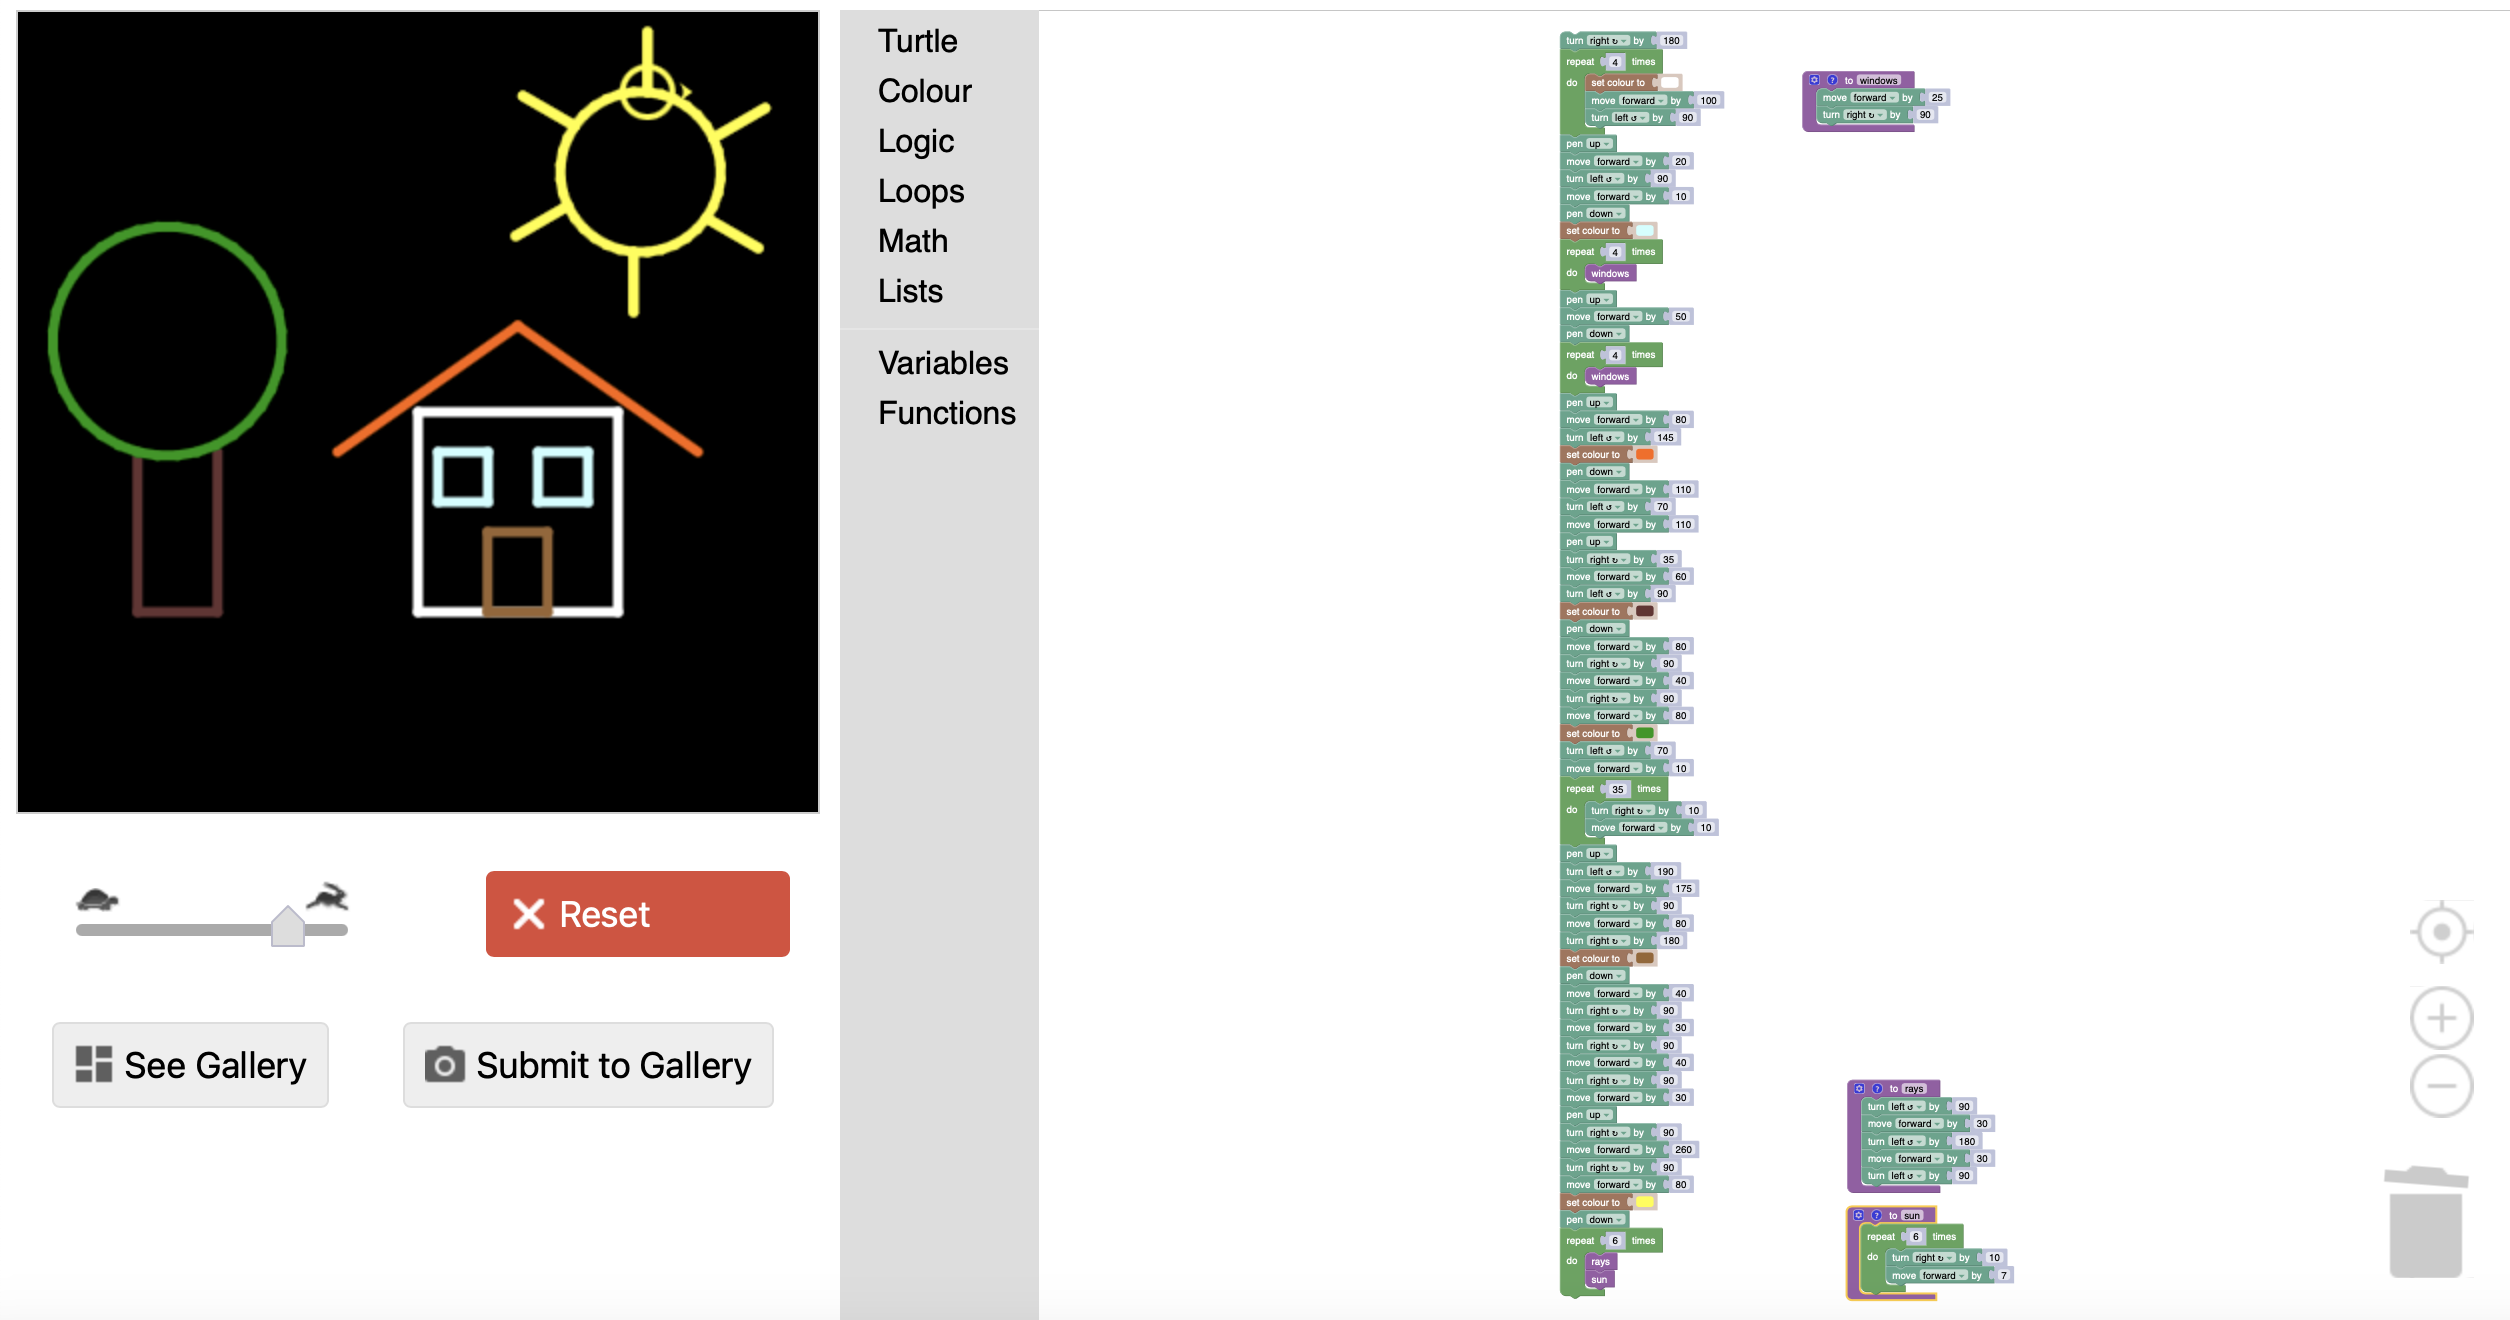 Turtle
Colour
Logic
Loops
Math
Lists
Variables
Functions
Reset
See Gallery
Submit to Gallery
turn right ↻ by 180
repeat 4 times
do set colour to
move forward by 100
turn left ↺ by 90
pen up
move forward by 20
turn left ↺ by 90
move forward by 10
pen down
set colour to
repeat 4 times
do windows
pen up
move forward by 50
pen down
repeat 4 times
do windows
pen up
move forward by 80
turn left ↺ by 145
set colour to
pen down
move forward by 110
turn left ↺ by 70
move forward by 110
pen up
turn right ↻ by 35
move forward by 60
turn left ↺ by 90
set colour to
pen down
move forward by 80
turn right ↻ by 90
move forward by 40
turn right ↻ by 90
move forward by 80
set colour to
turn left ↺ by 70
move forward by 10
repeat 35 times
do turn right ↻ by 10
move forward by 10
pen up
turn left ↺ by 190
move forward by 175
turn right ↻ by 90
move forward by 80
turn right ↻ by 180
set colour to
pen down
move forward by 40
turn right ↻ by 90
move forward by 30
turn right ↻ by 90
move forward by 40
turn right ↻ by 90
move forward by 30
pen up
turn right ↻ by 90
move forward by 260
turn right ↻ by 90
move forward by 80
set colour to
pen down
repeat 6 times
do rays
sun
? to windows
move forward by 25
turn right ↻ by 90
? to rays
turn left ↺ by 90
move forward by 30
turn left ↺ by 180
move forward by 30
turn left ↺ by 90
? to sun
repeat 6 times
do turn right ↻ by 10
move forward by 7